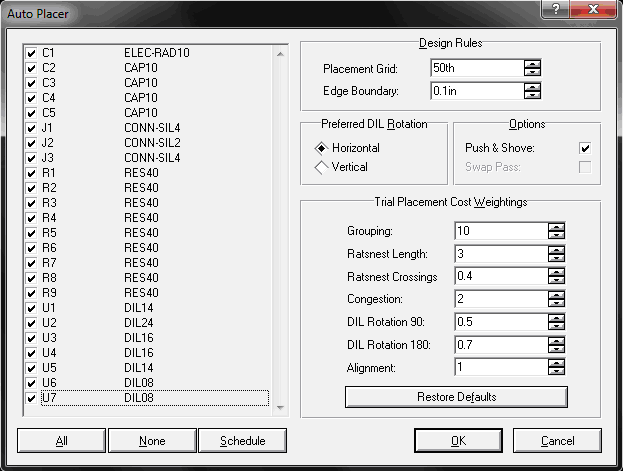 Auto Placer
C1 ELEC-RAD10
C2 CAP10
C3 CAP10
C4 CAP10
C5 CAP10
J1 CONN-SIL4
J2 CONN-SIL2
J3 CONN-SIL4
R1 RES40
R2 RES40
R3 RES40
R4 RES40
R5 RES40
R6 RES40
R7 RES40
R8 RES40
R9 RES40
U1 DIL14
U2 DIL24
U3 DIL16
U4 DIL16
U5 DIL14
U6 DIL08
U7 DIL08
All None Schedule
Design Rules
Placement Grid: 50th
Edge Boundary: 0.1in
Preferred DIL Rotation
Horizontal
Vertical
Options
Push & Shove:
Swap Pass:
Trial Placement Cost Weightings
Grouping: 10
Ratsnest Length: 3
Ratsnest Crossings 0.4
Congestion: 2
DIL Rotation 90: 0.5
DIL Rotation 180: 0.7
Alignment: 1
Restore Defaults
OK Cancel